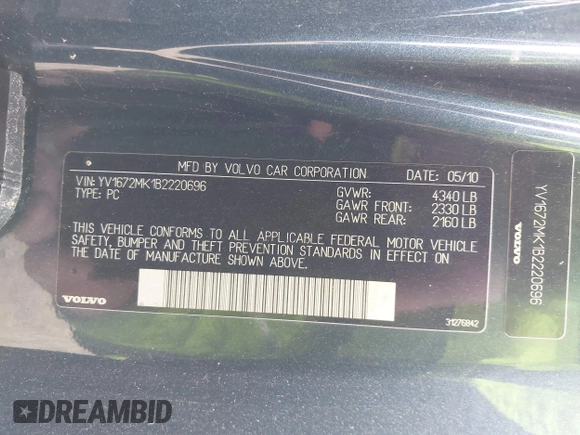 MFD BY VOLVO CAR CORPORATION DATE: 05/10
VIN: YV1672MK1B2220696
TYPE: PC
GVWR: 4340 LB
GAWR FRONT: 2330 LB
GAWR REAR: 2160 LB
THIS VEHICLE CONFORMS TO ALL APPLICABLE FEDERAL MOTOR VEHICLE
SAFETY, BUMPER AND THEFT PREVENTION STANDARDS IN EFFECT ON
THE DATE OF MANUFACTURE SHOWN ABOVE.
VOLVO
31276842
YV1672MK1B2220696
VOLVO
DREAMBID